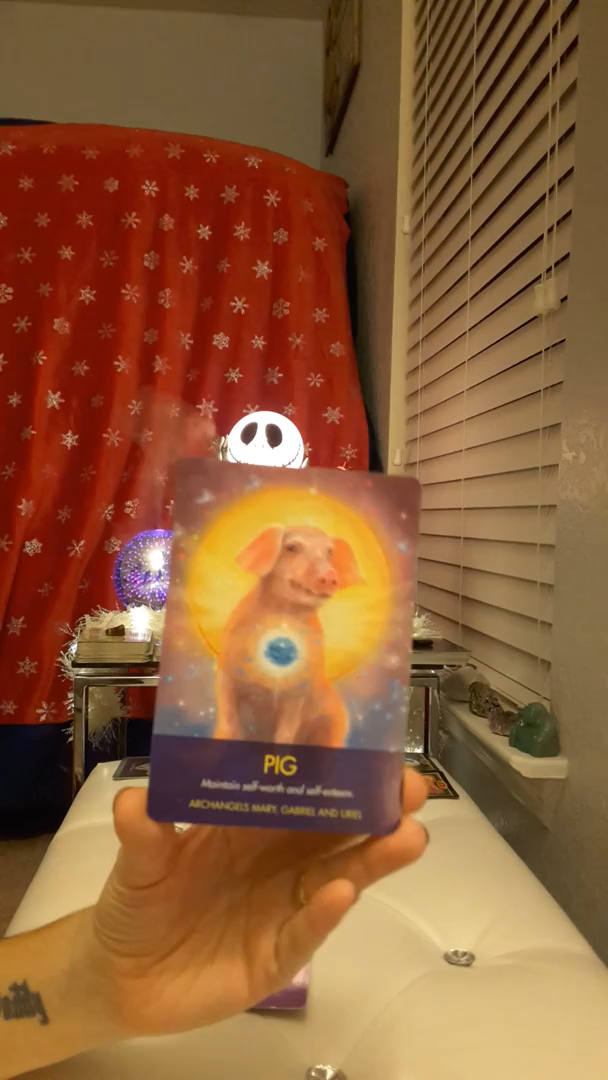 PIG
Maintain self-worth and self-esteem.
ARCHANGELS MARY, GABRIEL AND URIEL